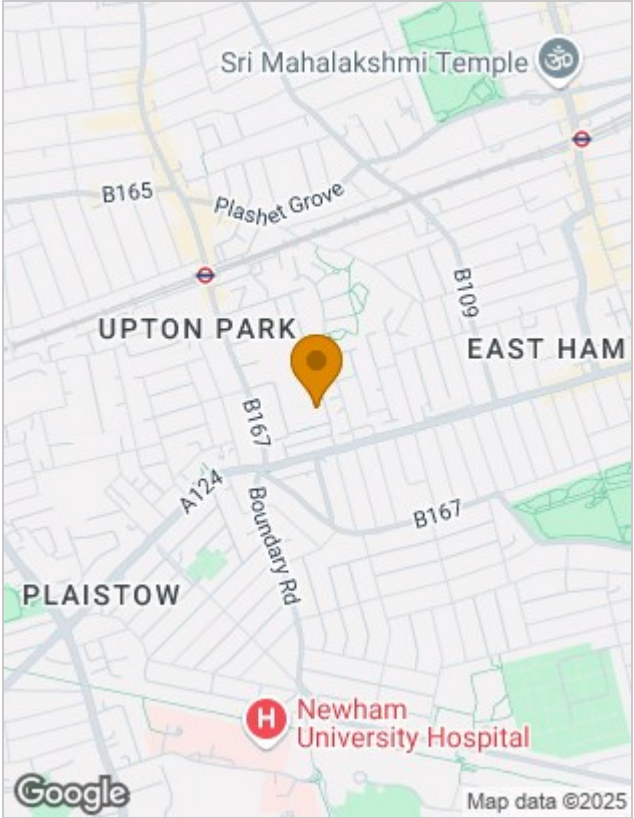 Sri Mahalakshmi Temple
B165
Plashet Grove
B109
UPTON PARK
EAST HAM
B167
A124
B167
Boundary Rd
PLAISTOW
H
Newham
University Hospital
Google
Map data ©2025